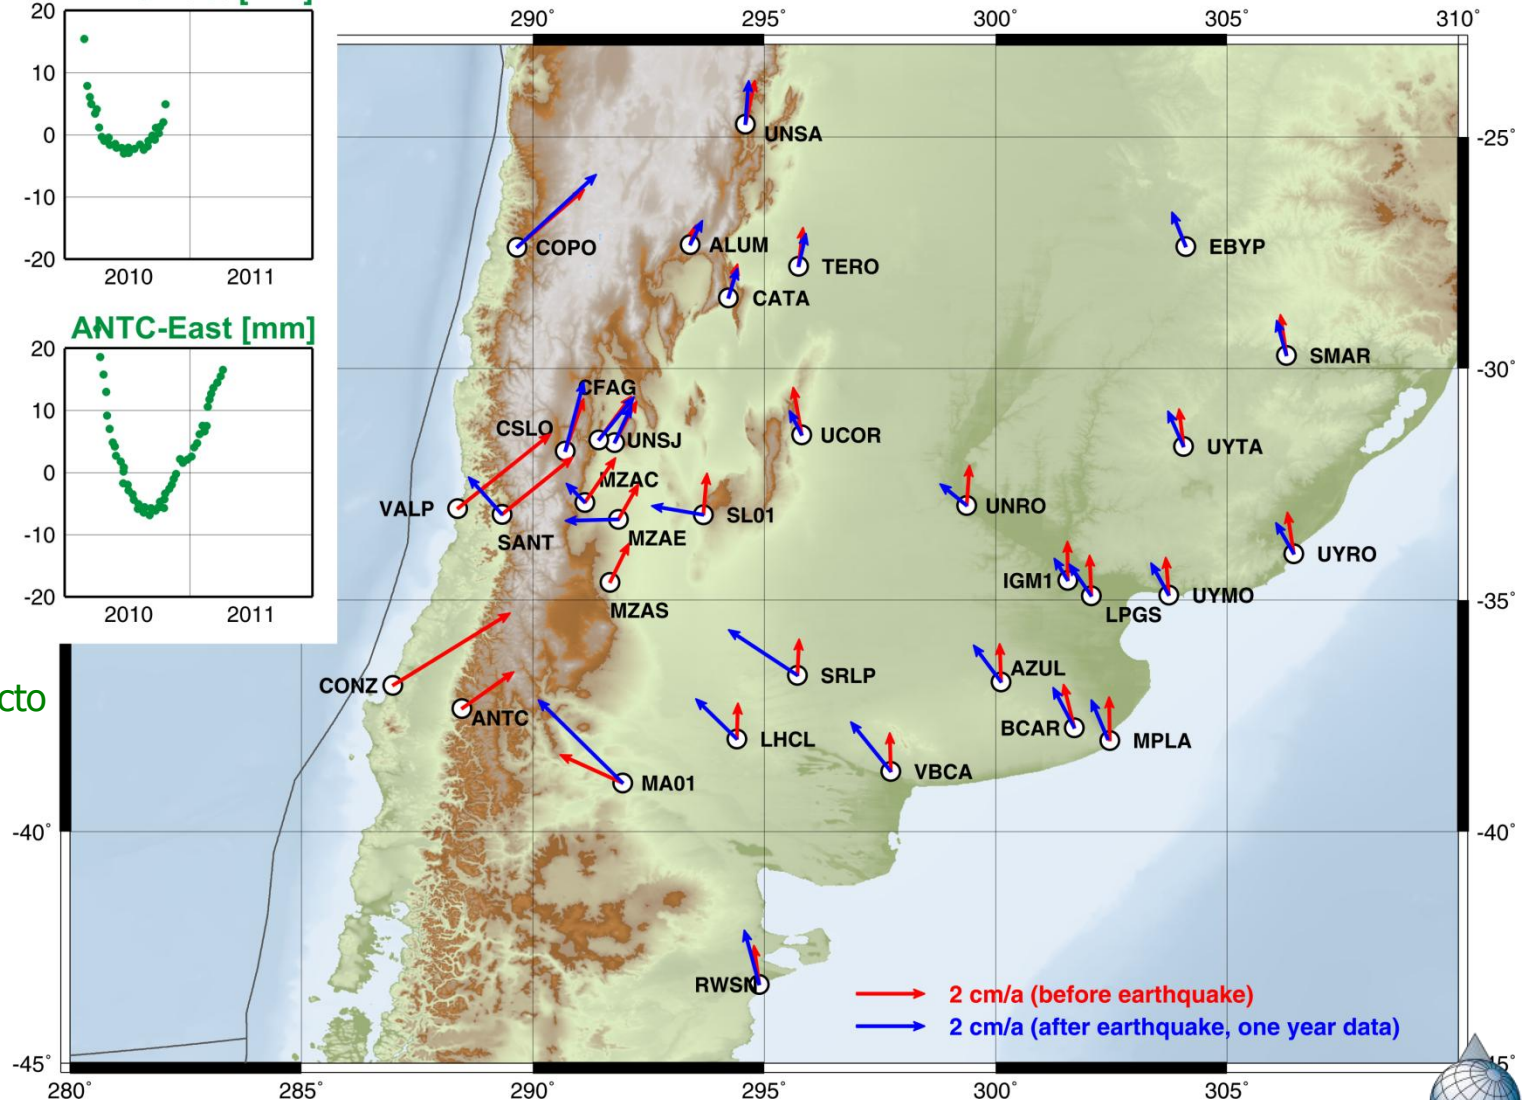 [mm]
20
10
0
-10
-20
2010 2011
ANTC-East [mm]
20
10
0
-10
-20
2010 2011
cto
290° 295° 300° 305° 310°
-25°
-30°
-35°
-40°
-40°
-45°
5°
280° 285° 290° 295° 300° 305°
UNSA
COPO
ALUM
TERO
CATA
EBYP
SMAR
CFAG
CSLO
UNSJ
UCOR
UYTA
MZAC
VALP
SANT
MZAE
SL01
UNRO
UYRO
MZAS
IGM1
LPGS
UYMO
CONZ
ANTC
SRLP
AZUL
LHCL
BCAR
MPLA
MA01
VBCA
RWSN
2 cm/a (before earthquake)
2 cm/a (after earthquake, one year data)